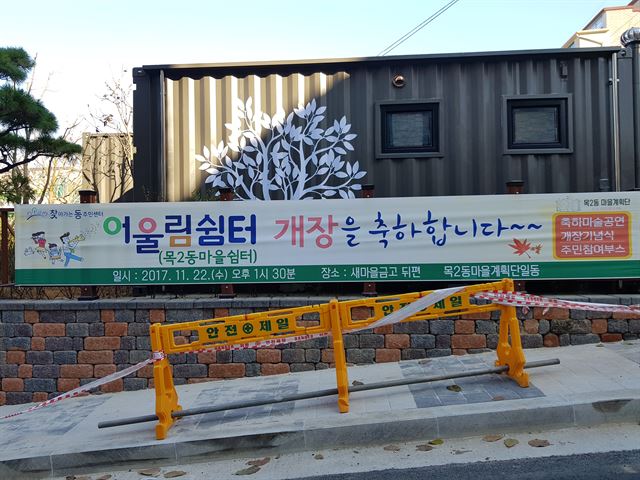 찾아가는 동주민센터
어울림쉼터 개장을 축하합니다~~
(목2동마을쉼터)
일시 : 2017. 11. 22.(수) 오후 1시 30분 장소 : 새마을금고 뒤편 목2동마을계획단일동
목2동 마을계획단
축하마술공연
개장기념식
주민참여부스
안전제일
안전제일